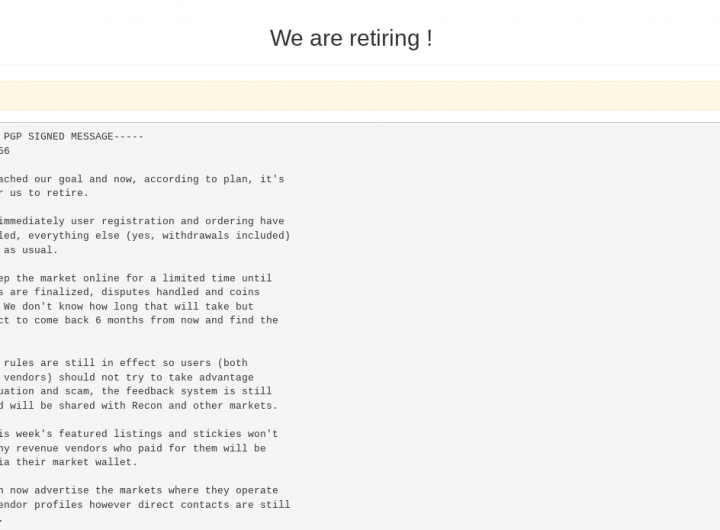 We are retiring !
PGP SIGNED MESSAGE-----
56
ached our goal and now, according to plan, it's
r us to retire.
immediately user registration and ordering have
led, everything else (yes, withdrawals included)
as usual.
ep the market online for a limited time until
s are finalized, disputes handled and coins
We don't know how long that will take but
ct to come back 6 months from now and find the
rules are still in effect so users (both
vendors) should not try to take advantage
uation and scam, the feedback system is still
d will be shared with Recon and other markets.
is week's featured listings and stickies won't
ny revenue vendors who paid for them will be
ia their market wallet.
n now advertise the markets where they operate
endor profiles however direct contacts are still
.